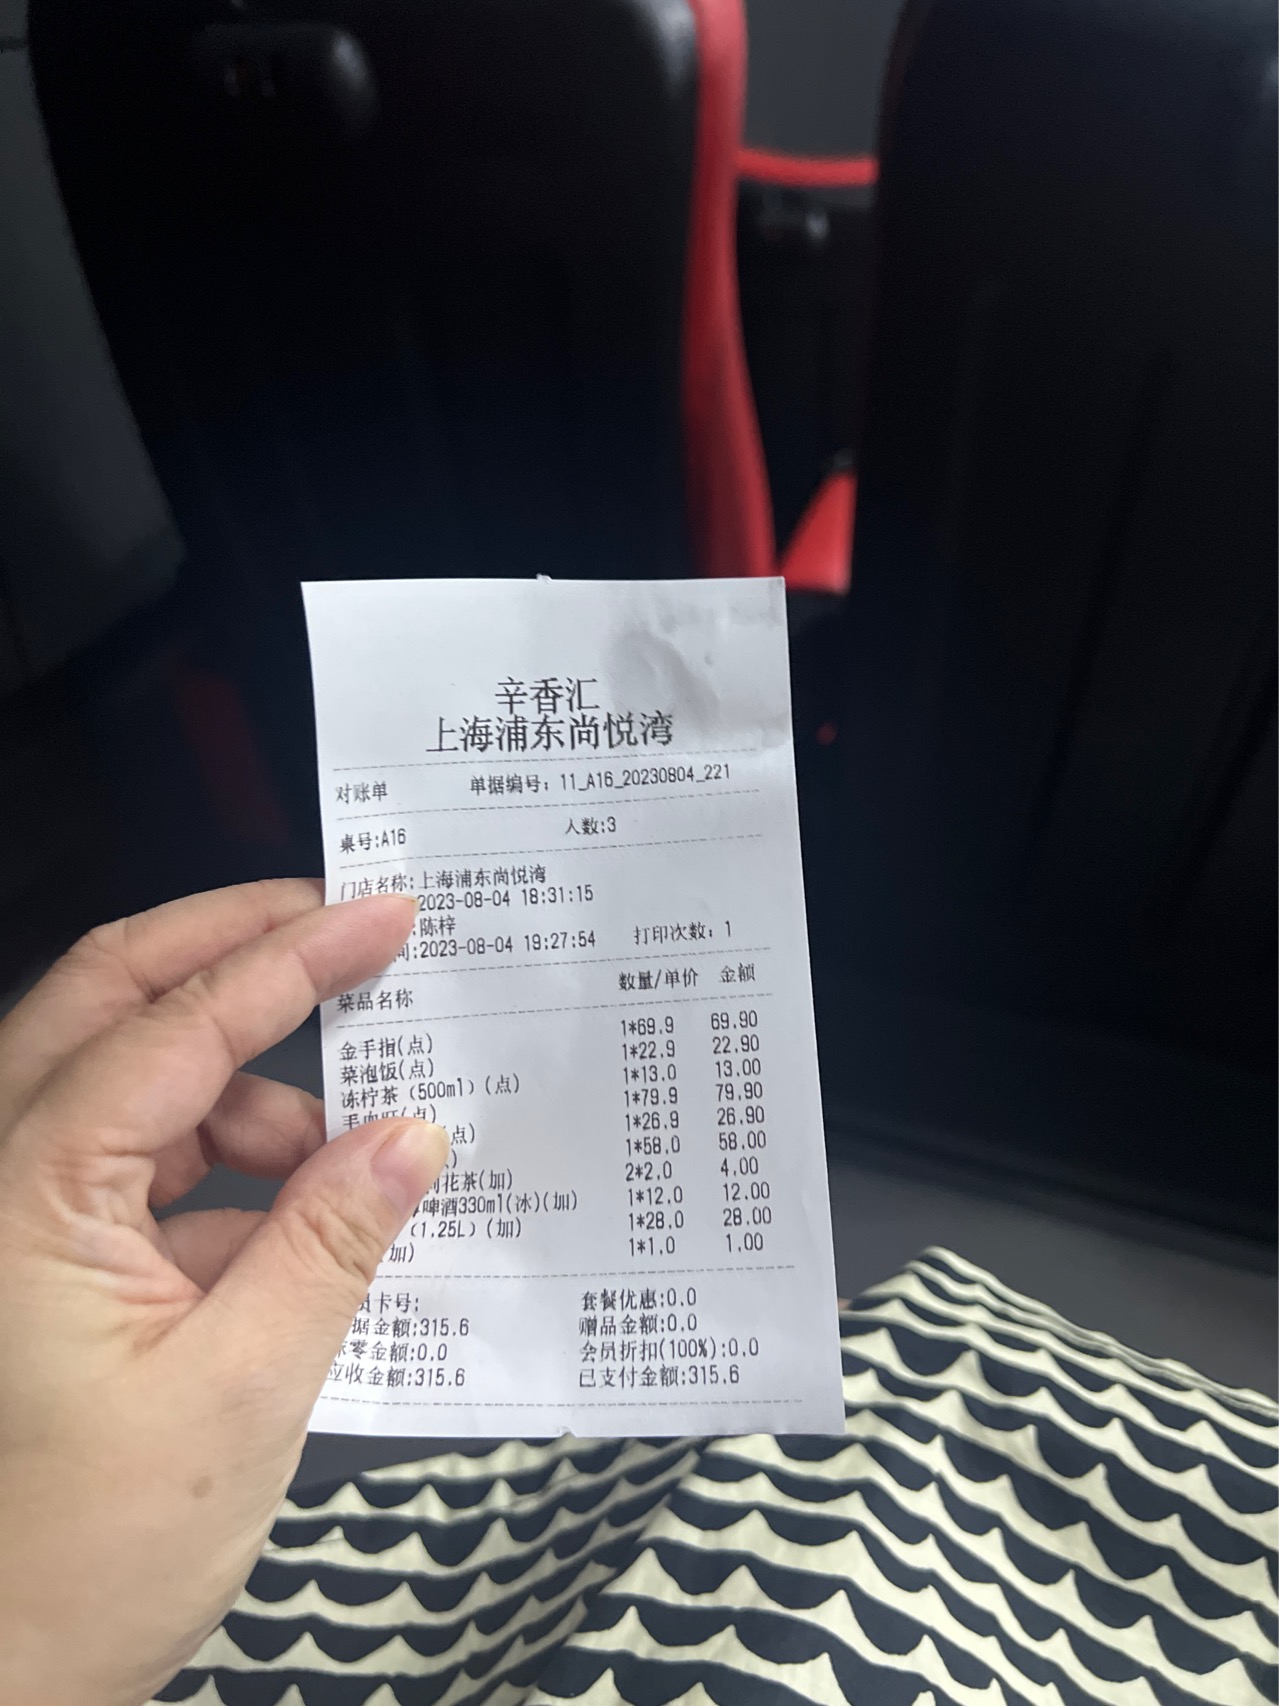 辛香汇
上海浦东尚悦湾
对账单 单据编号: 11_A16_20230804_221
桌号:A16 人数:3
门店名称:上海浦东尚悦湾
2023-08-04 18:31:15
:陈梓
间:2023-08-04 19:27:54 打印次数: 1
菜品名称 数量/单价 金额
金手指(点) 1*69.9 69.90
菜泡饭(点) 1*22.9 22.90
冻柠茶（500ml）(点) 1*13.0 13.00
毛血旺(点) 1*79.9 79.90
(点) 1*26.9 26.90
) 1*58.0 58.00
花茶(加) 2*2.0 4.00
啤酒330ml(冰)(加) 1*12.0 12.00
（1.25L）(加) 1*28.0 28.00
加) 1*1.0 1.00
员卡号: 套餐优惠:0.0
据金额:315.6 赠品金额:0.0
零金额:0.0 会员折扣(100%):0.0
应收金额:315.6 已支付金额:315.6